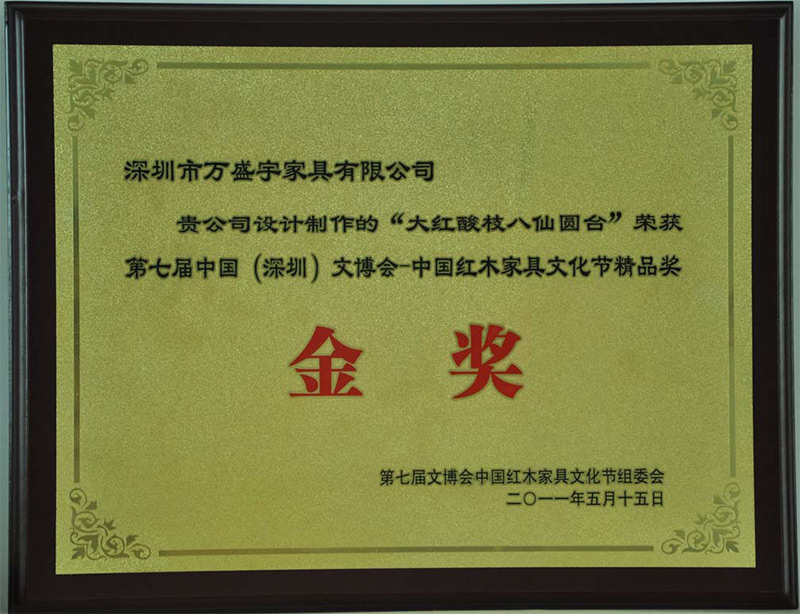 深圳市万盛宇家具有限公司
贵公司设计制作的“大红酸枝八仙圆台”荣获
第七届中国（深圳）文博会-中国红木家具文化节精品奖
金奖
第七届文博会中国红木家具文化节组委会
二〇一一年五月十五日